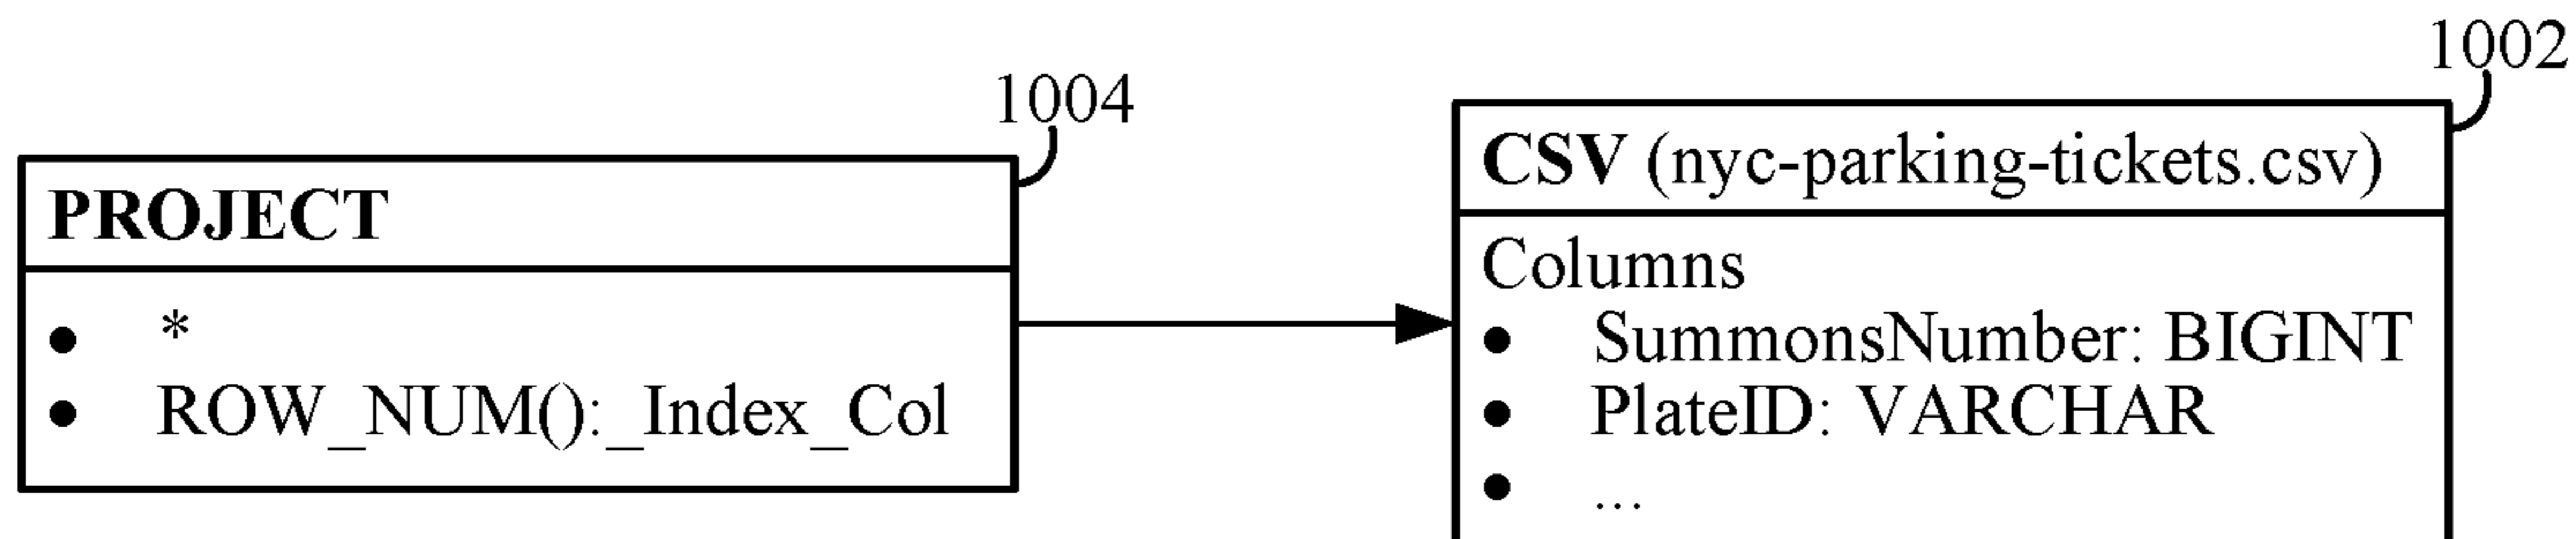 1004
PROJECT
• *
• ROW_NUM():_Index_Col
1002
CSV (nyc-parking-tickets.csv)
Columns
• SummonsNumber: BIGINT
• PlateID: VARCHAR
• ...